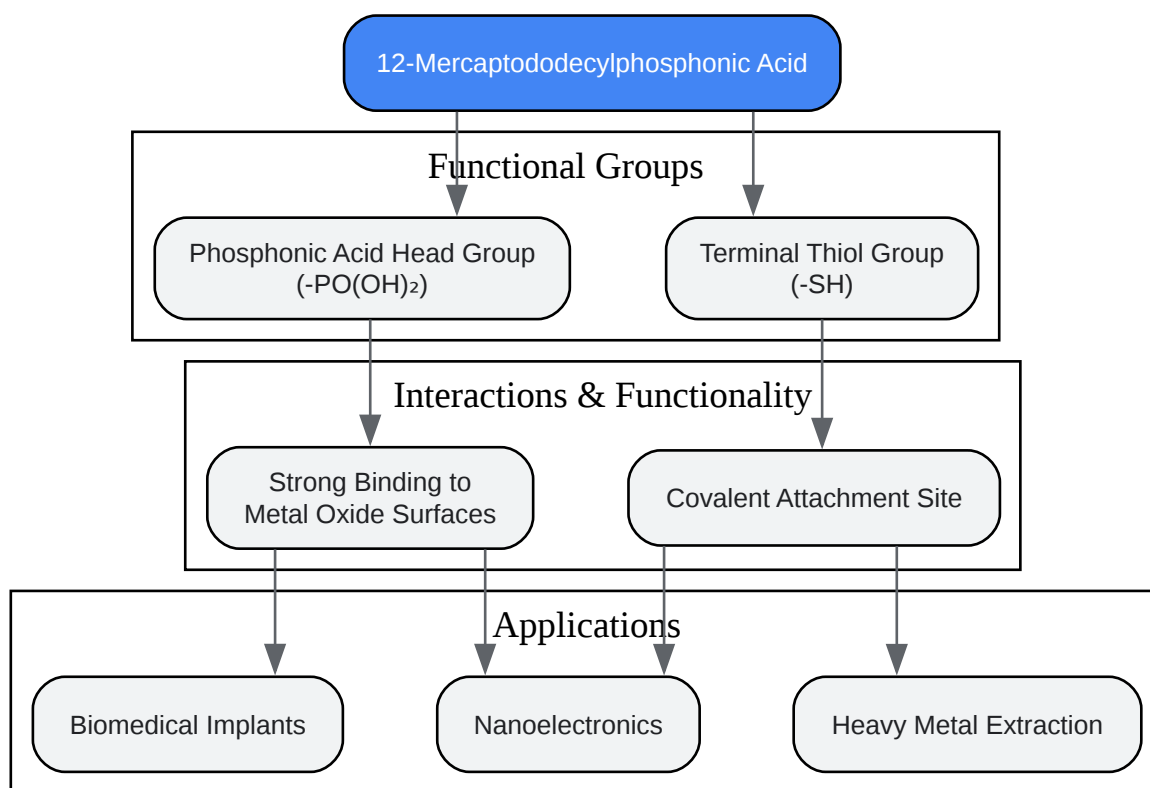 12-Mercaptododecylphosphonic Acid
Functional Groups
Phosphonic Acid Head Group
(-PO(OH)₂)
Terminal Thiol Group
(-SH)
Interactions & Functionality
Strong Binding to
Metal Oxide Surfaces
Covalent Attachment Site
Applications
Biomedical Implants
Nanoelectronics
Heavy Metal Extraction